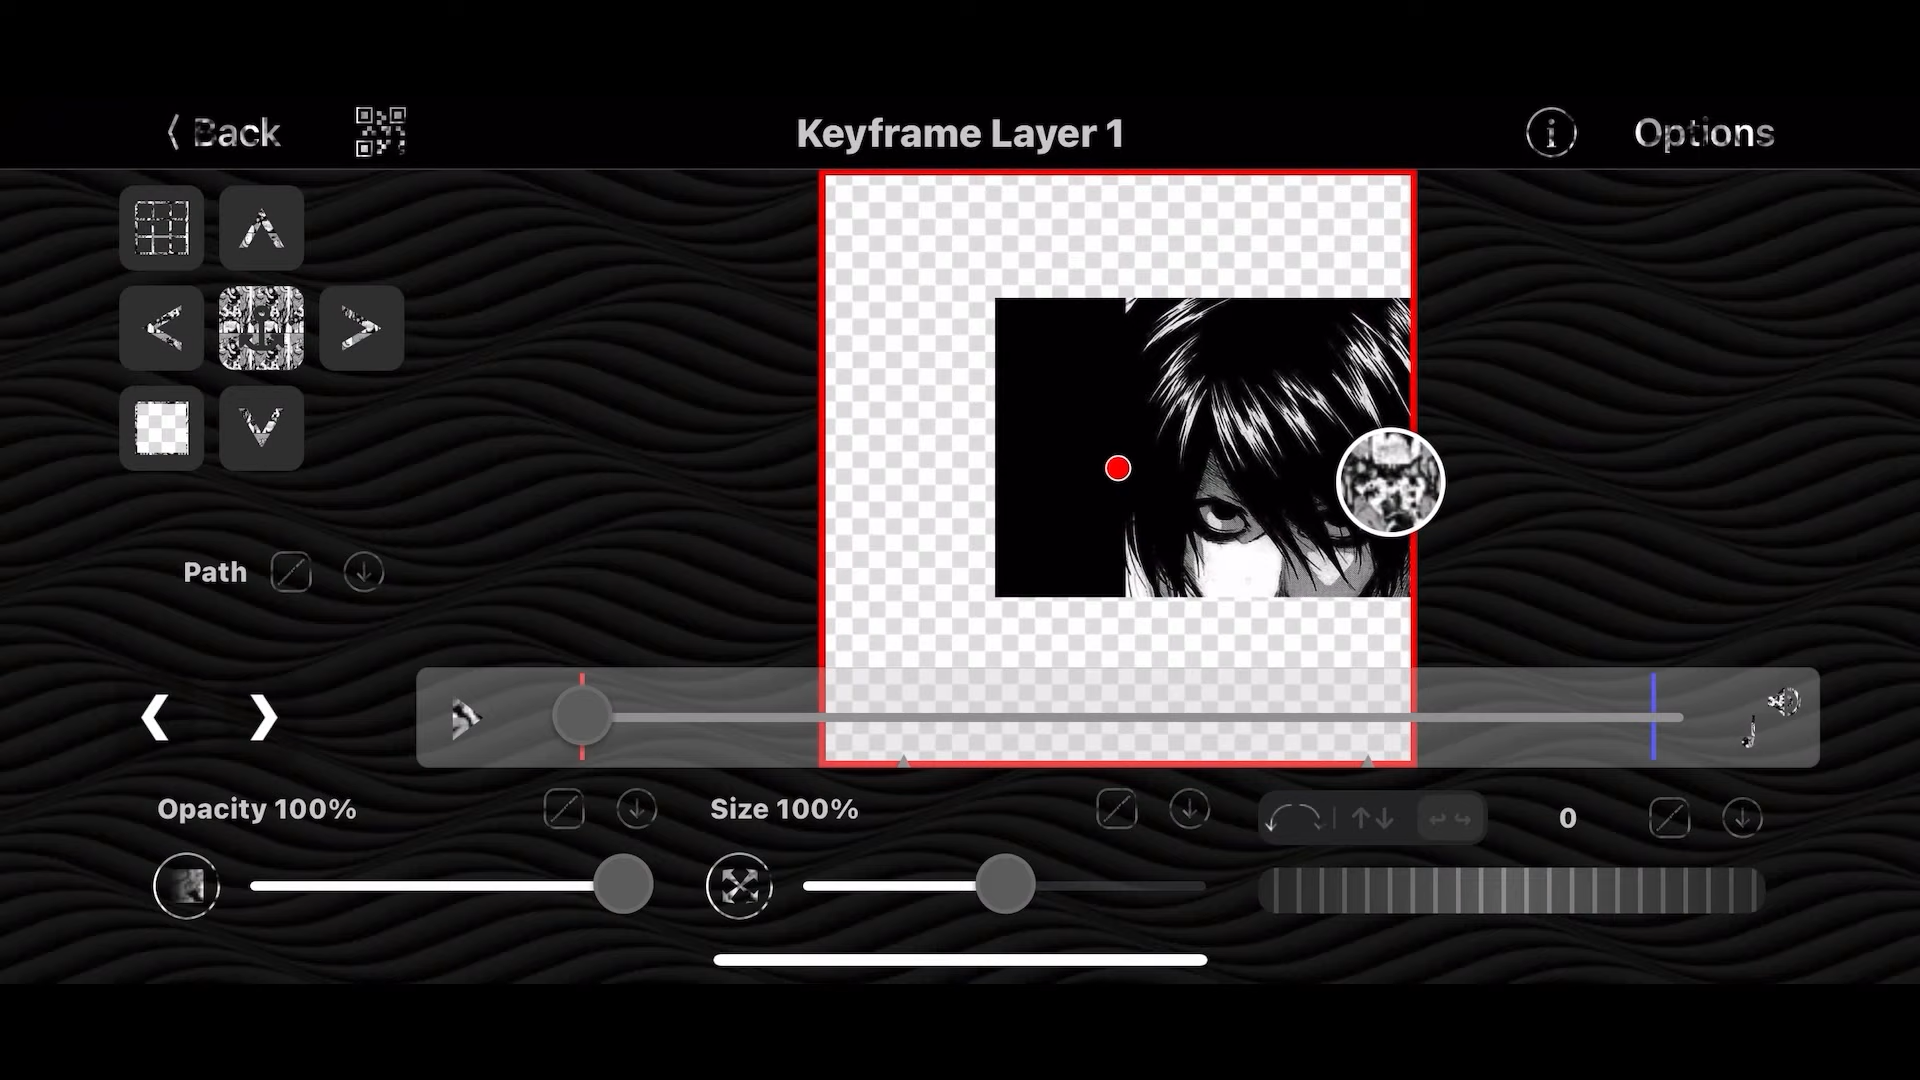 Back
Keyframe Layer 1
Options
Path
Opacity 100%
Size 100%
0